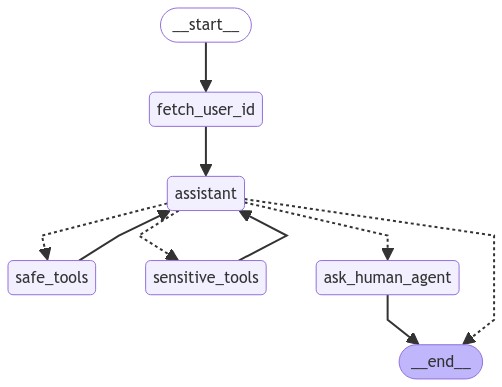 __start__
fetch_user_id
assistant
safe_tools
sensitive_tools
ask_human_agent
__end__